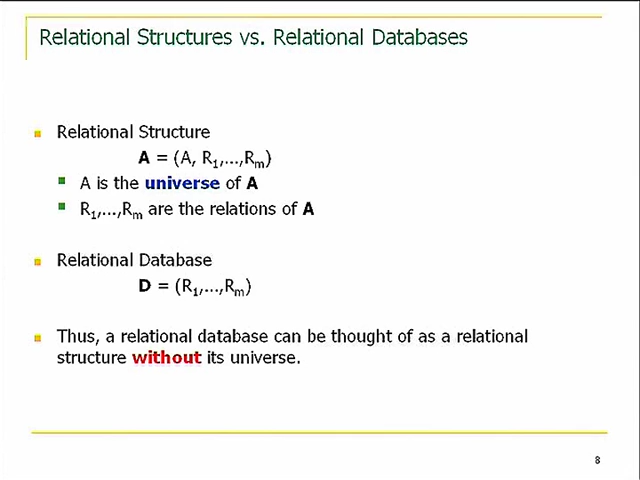 Relational Structures vs. Relational Databases
Relational Structure
A = (A, R₁,…,Rₘ)
A is the universe of A
R₁,…,Rₘ are the relations of A
Relational Database
D = (R₁,…,Rₘ)
Thus, a relational database can be thought of as a relational
structure without its universe.
8